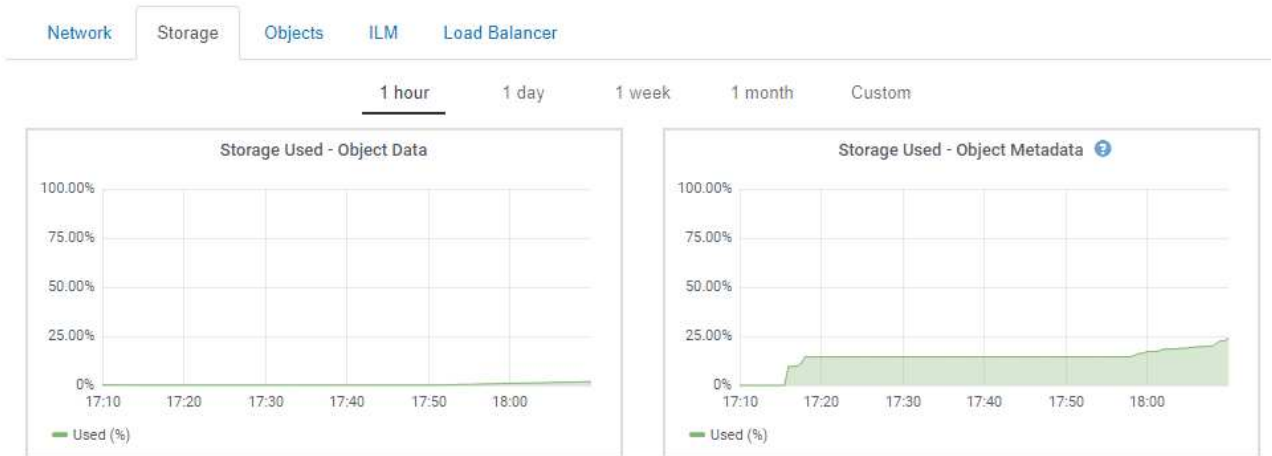 Network Storage Objects ILM Load Balancer
1 hour 1 day 1 week 1 month Custom
Storage Used - Object Data
100.00%
75.00%
50.00%
25.00%
0%
17:10 17:20 17:30 17:40 17:50 18:00
Used (%)
Storage Used - Object Metadata ?
100.00%
75.00%
50.00%
25.00%
0%
17:10 17:20 17:30 17:40 17:50 18:00
Used (%)